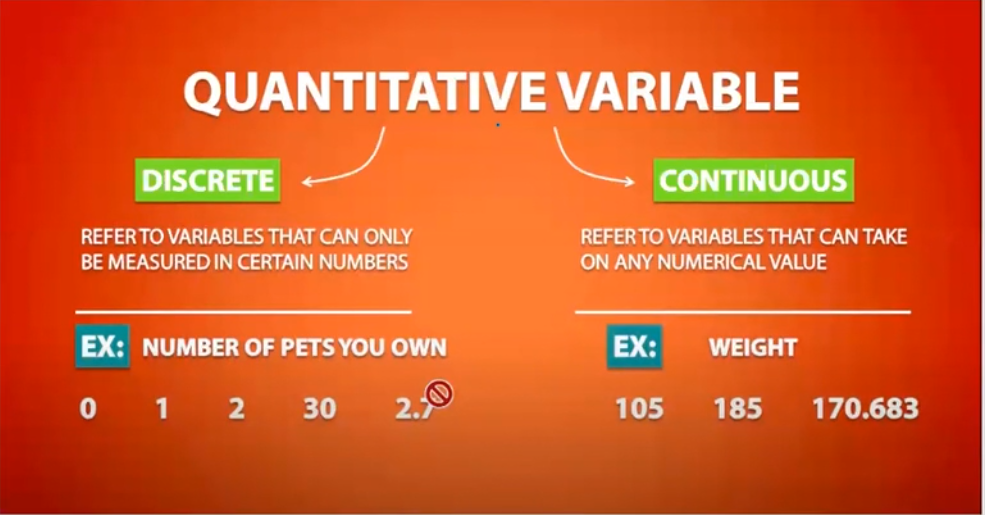 QUANTITATIVE VARIABLE
DISCRETE
REFER TO VARIABLES THAT CAN ONLY
BE MEASURED IN CERTAIN NUMBERS
EX: NUMBER OF PETS YOU OWN
0 1 2 30 2.7
CONTINUOUS
REFER TO VARIABLES THAT CAN TAKE
ON ANY NUMERICAL VALUE
EX: WEIGHT
105 185 170.683